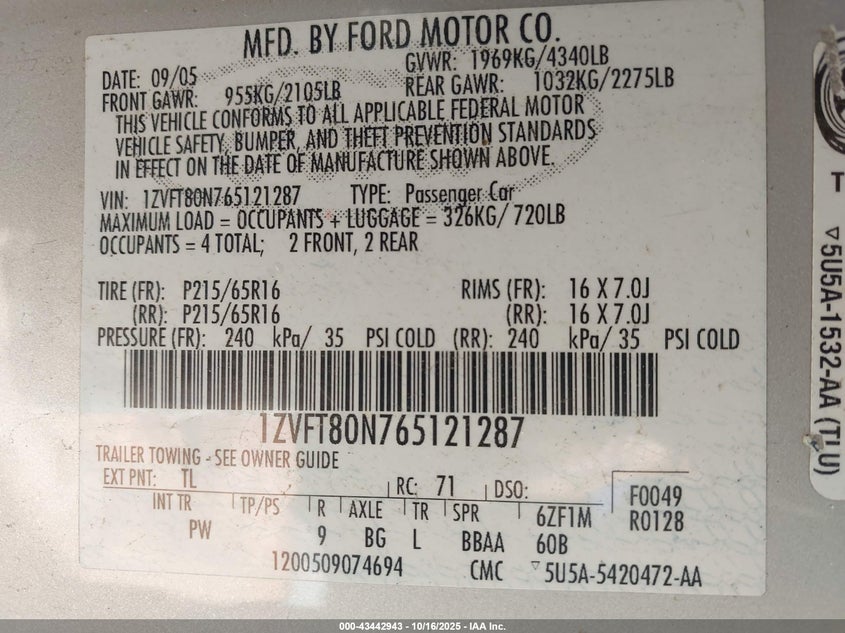 MFD. BY FORD MOTOR CO.
DATE: 09/05 GVWR: 1969KG/4340LB
FRONT GAWR: 955KG/2105LB REAR GAWR: 1032KG/2275LB
THIS VEHICLE CONFORMS TO ALL APPLICABLE FEDERAL MOTOR
VEHICLE SAFETY, BUMPER, AND THEFT PREVENTION STANDARDS
IN EFFECT ON THE DATE OF MANUFACTURE SHOWN ABOVE.
VIN: 1ZVFT80N765121287 TYPE: Passenger Car
MAXIMUM LOAD = OCCUPANTS + LUGGAGE = 326KG/ 720LB
OCCUPANTS = 4 TOTAL; 2 FRONT, 2 REAR
TIRE (FR): P215/65R16 RIMS (FR): 16 X 7.0J
(RR): P215/65R16 (RR): 16 X 7.0J
PRESSURE (FR): 240 kPa/ 35 PSI COLD (RR): 240 kPa/ 35 PSI COLD
1ZVFT80N765121287
TRAILER TOWING - SEE OWNER GUIDE
EXT PNT: TL RC: 71 DSO: F0049
INT TR TP/PS R AXLE TR SPR 6ZF1M R0128
PW 9 BG L BBAA 60B
1200509074694 CMC ▽5U5A-5420472-AA
T
▽5U5A-1532-AA (TLU)
000-43442943 - 10/16/2025 - IAA Inc.